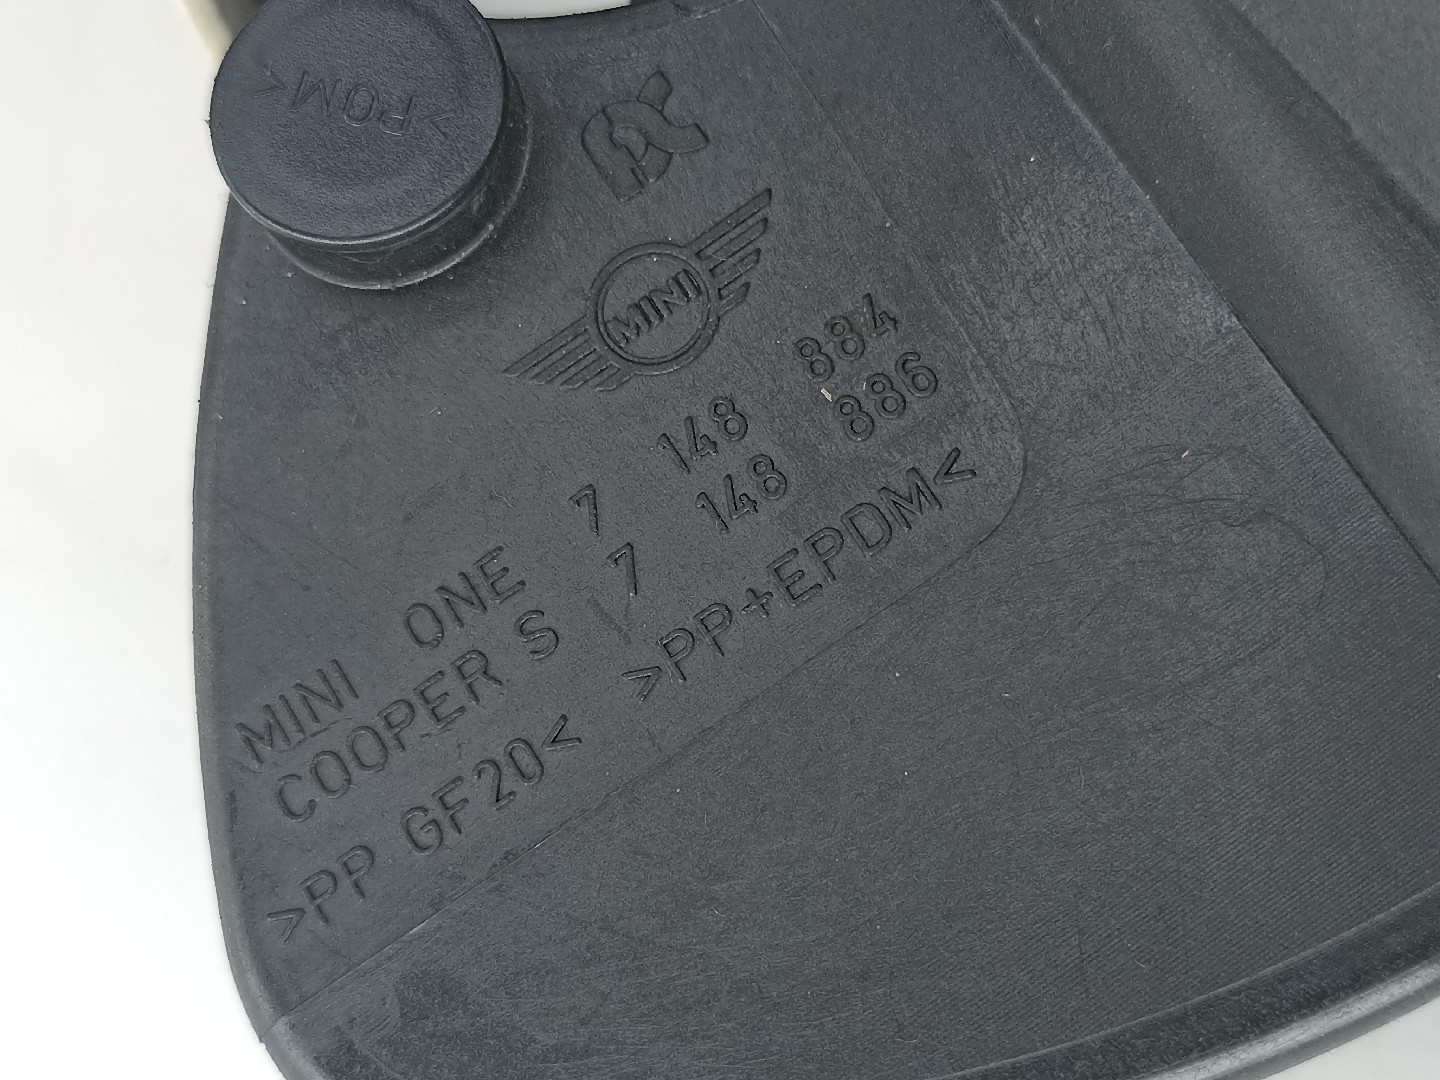 >POM<
MINI
MINI ONE 7 148 884
COOPER S 7 148 886
>PP GF20< >PP+EPDM<